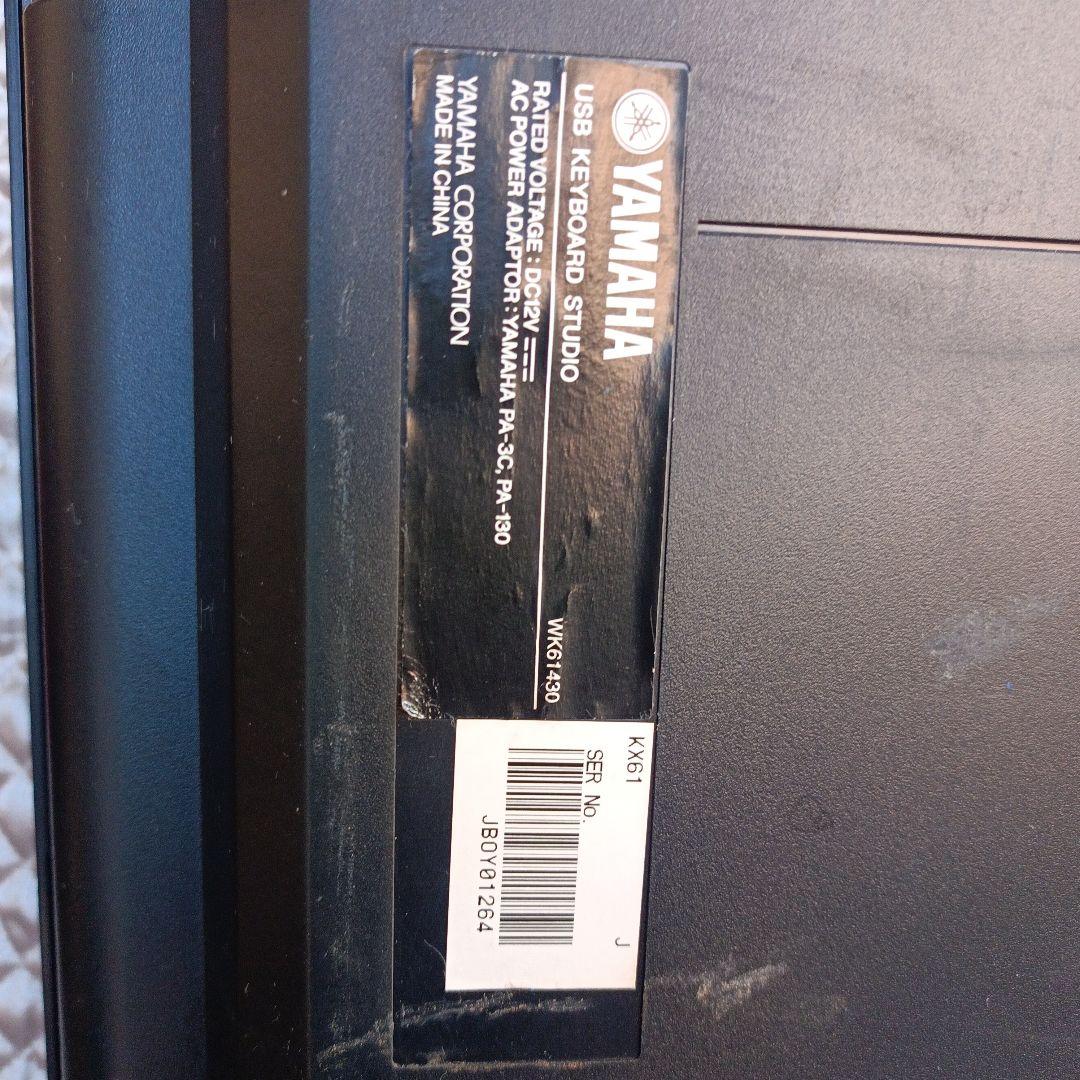 YAMAHA
USB KEYBOARD STUDIO
WK61430
RATED VOLTAGE : DC12V
AC POWER ADAPTOR : YAMAHA PA-3C, PA-130
YAMAHA CORPORATION
MADE IN CHINA
KX61 J
SER No.
JBOY01264